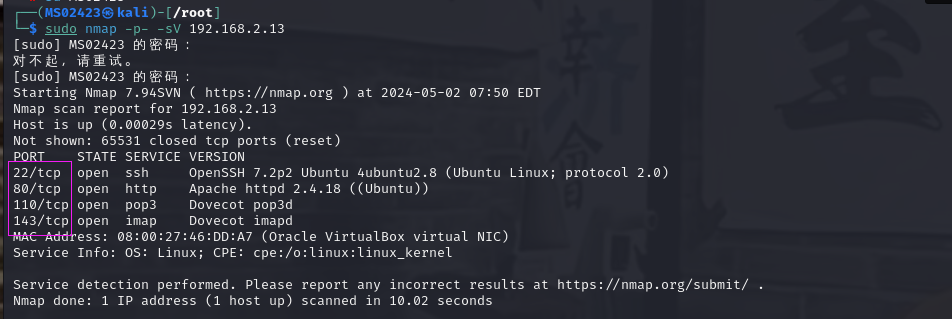 (MS02423㉿kali)-[/root]
$ sudo nmap -p- -sV 192.168.2.13
[sudo] MS02423 的密码：
对不起，请重试。
[sudo] MS02423 的密码：
Starting Nmap 7.94SVN ( https://nmap.org ) at 2024-05-02 07:50 EDT
Nmap scan report for 192.168.2.13
Host is up (0.00029s latency).
Not shown: 65531 closed tcp ports (reset)
PORT    STATE SERVICE VERSION
22/tcp  open  ssh     OpenSSH 7.2p2 Ubuntu 4ubuntu2.8 (Ubuntu Linux; protocol 2.0)
80/tcp  open  http    Apache httpd 2.4.18 ((Ubuntu))
110/tcp open  pop3    Dovecot pop3d
143/tcp open  imap    Dovecot imapd
MAC Address: 08:00:27:46:DD:A7 (Oracle VirtualBox virtual NIC)
Service Info: OS: Linux; CPE: cpe:/o:linux:linux_kernel
Service detection performed. Please report any incorrect results at https://nmap.org/submit/ .
Nmap done: 1 IP address (1 host up) scanned in 10.02 seconds